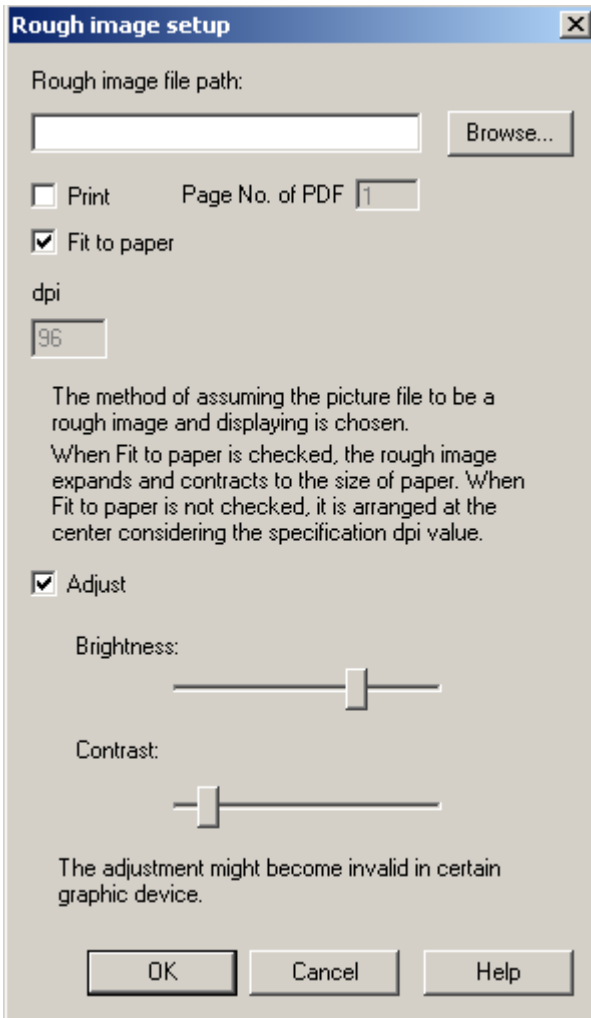 Rough image setup
Rough image file path:
Browse...
Print Page No. of PDF 1
Fit to paper
dpi
96
The method of assuming the picture file to be a
rough image and displaying is chosen.
When Fit to paper is checked, the rough image
expands and contracts to the size of paper. When
Fit to paper is not checked, it is arranged at the
center considering the specification dpi value.
Adjust
Brightness:
Contrast:
The adjustment might become invalid in certain
graphic device.
OK Cancel Help